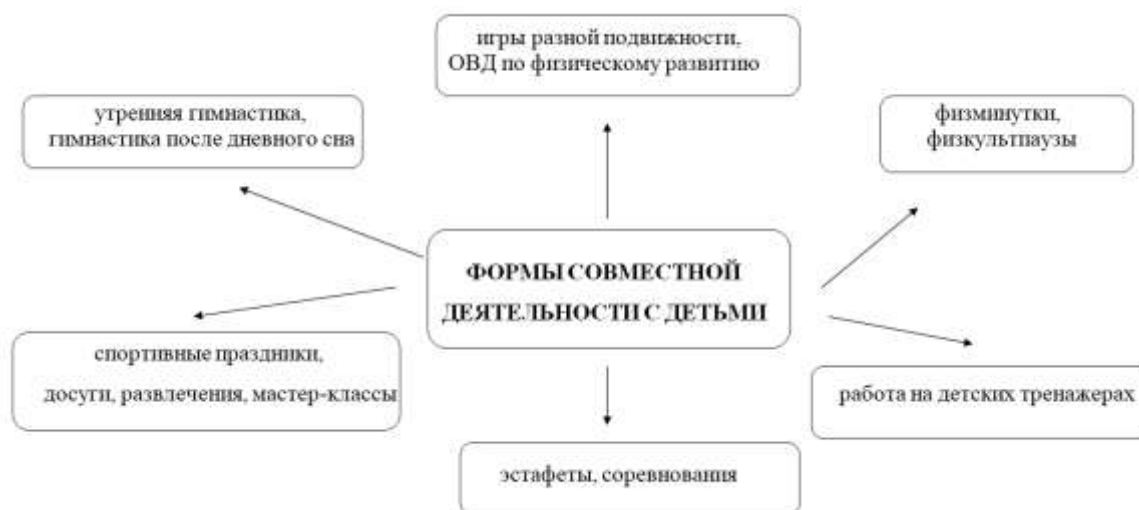 игры разной подвижности,
ОВД по физическому развитию
утренняя гимнастика,
гимнастика после дневного сна
физминутки,
физкультпаузы
ФОРМЫ СОВМЕСТНОЙ
ДЕЯТЕЛЬНОСТИ С ДЕТЬМИ
спортивные праздники,
досуги, развлечения, мастер-классы
работа на детских тренажерах
эстафеты, соревнования